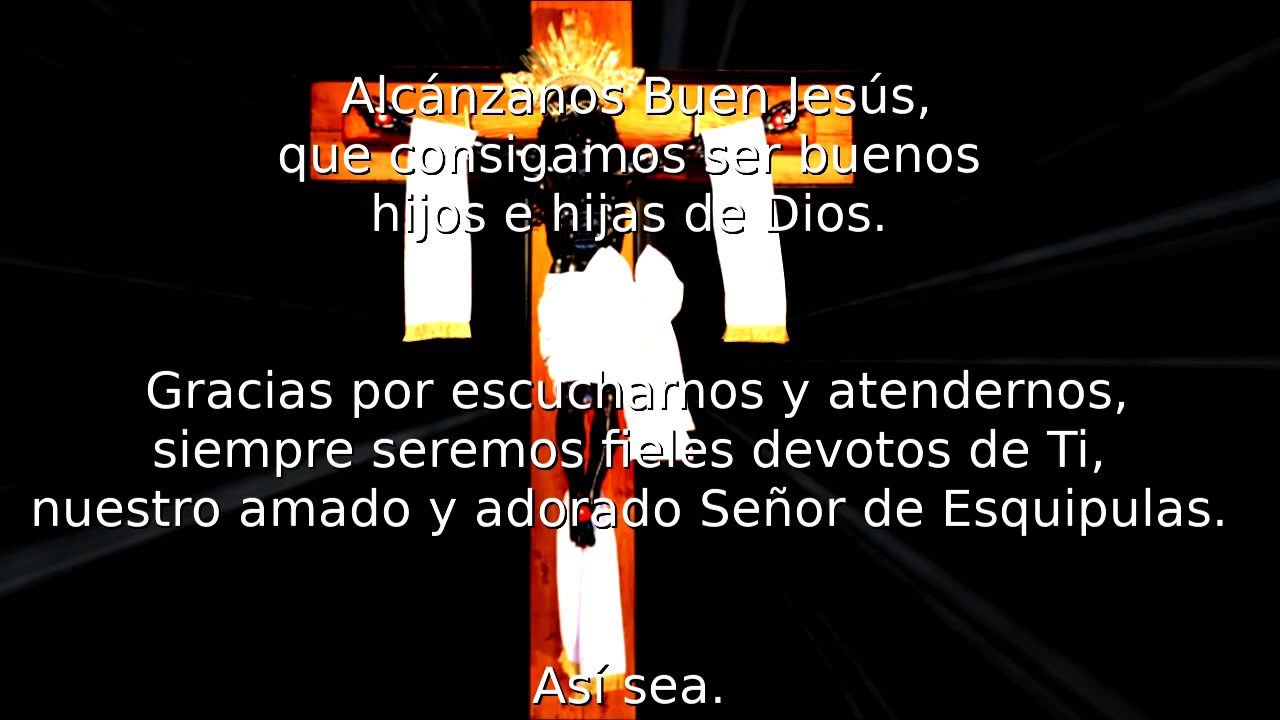 Alcánzanos Buen Jesús,
que consigamos ser buenos
hijos e hijas de Dios.
Gracias por escucharnos y atendernos,
siempre seremos fieles devotos de Ti,
nuestro amado y adorado Señor de Esquipulas.
Así sea.